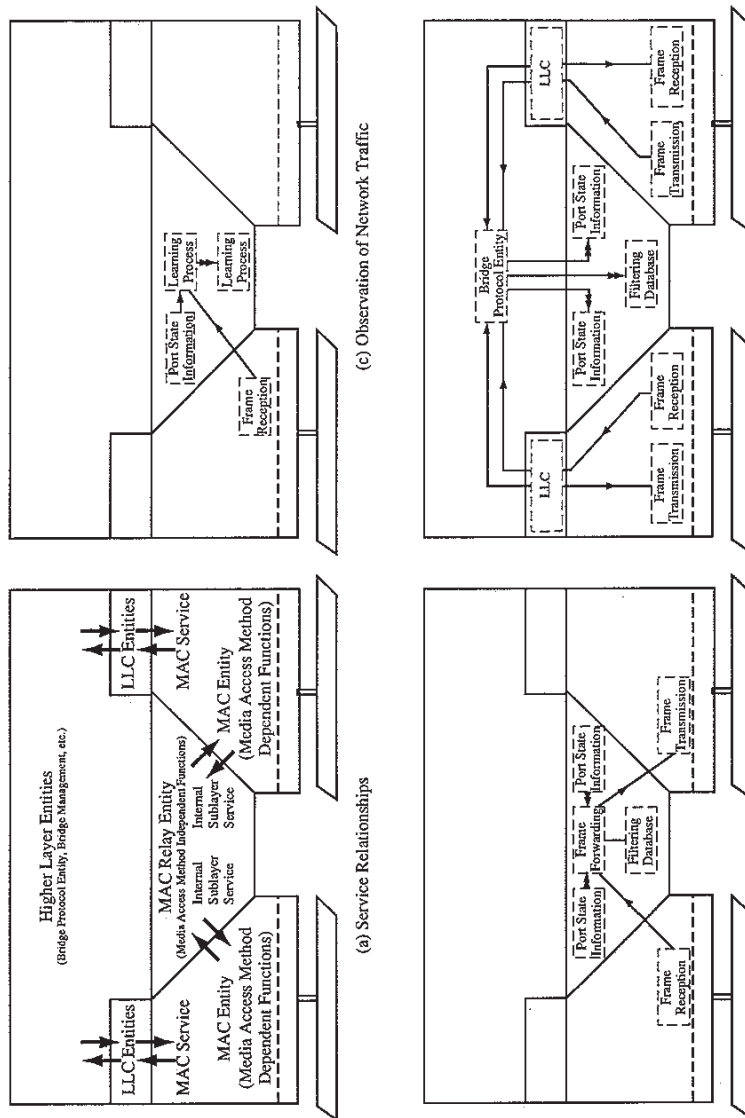 Higher Layer Entities
(Bridge Protocol Entity, Bridge Management, etc.)
LLC Entities
LLC Entities
MAC Service
MAC Service
MAC Relay Entity
(Media Access Method Independent Functions)
Internal
Sublayer
Service
Internal
Sublayer
Service
MAC Entity
(Media Access Method
Dependent Functions)
MAC Entity
(Media Access Method
Dependent Functions)
(a) Service Relationships
Port State
Information
Learning
Process
Learning
Process
Frame
Reception
(c) Observation of Network Traffic
Port State
Information
Frame
Forwarding
Port State
Information
Filtering
Database
Frame
Reception
Frame
Transmission
Bridge
Protocol Entity
LLC
LLC
Port State
Information
Port State
Information
Filtering
Database
Frame
Transmission
Frame
Reception
Frame
Transmission
Frame
Reception